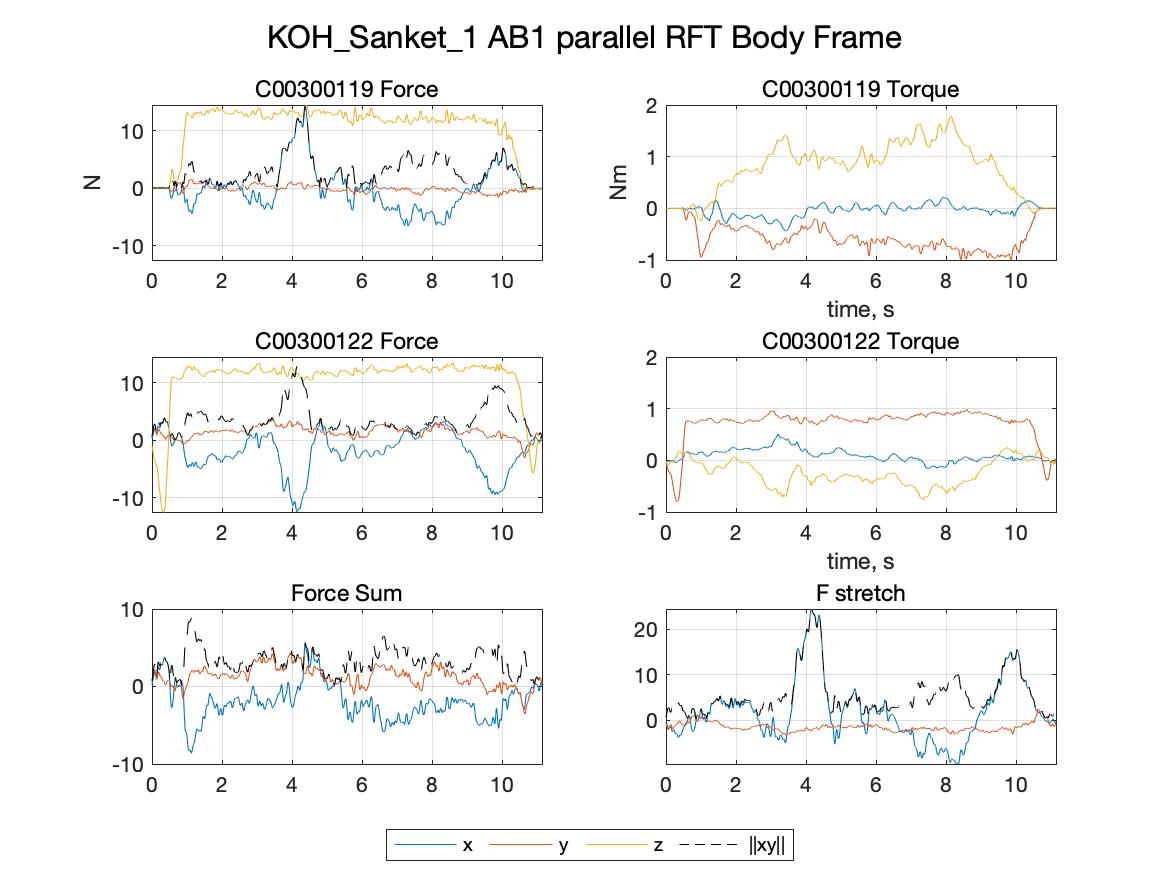 KOH_Sanket_1 AB1 parallel RFT Body Frame
C00300119 Force
C00300119 Torque
N
10
0
-10
0 2 4 6 8 10
Nm
2
1
0
-1
0 2 4 6 8 10
time, s
C00300122 Force
C00300122 Torque
10
0
-10
0 2 4 6 8 10
2
1
0
-1
0 2 4 6 8 10
time, s
Force Sum
F stretch
10
0
-10
0 2 4 6 8 10
20
10
0
0 2 4 6 8 10
x y z ||xy||